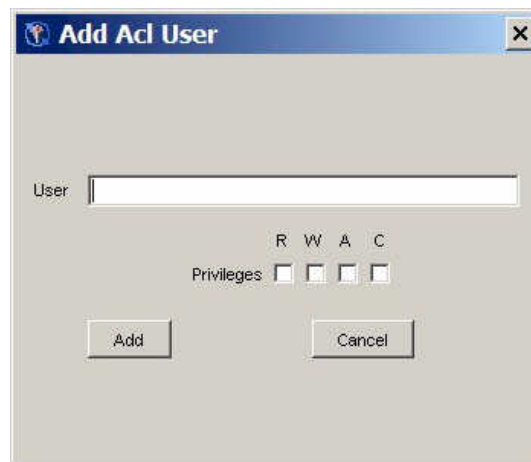 Add Acl User
User
R W A C
Privileges
Add Cancel